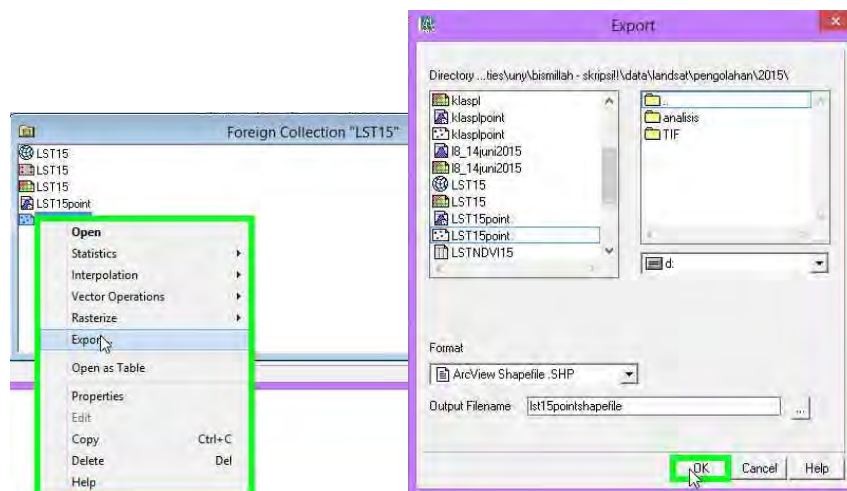 Foreign Collection "LST15"
LST15
LST15
LST15
LST15point
Open
Statistics
Interpolation
Vector Operations
Rasterize
Export
Open as Table
Properties
Edit
Copy Ctrl+C
Delete Del
Help
Export
Directory ...ties\uny\bismillah - skripsi!!\data\landsat\pengolahan\2015\
klaspl
klasplpoint
klasplpoint
l8_14juni2015
l8_14juni2015
LST15
LST15
LST15point
LST15point
LSTNDVI15
..
analisis
TIF
d:
Format
ArcView Shapefile .SHP
Output Filename lst15pointshapefile
...
OK Cancel Help